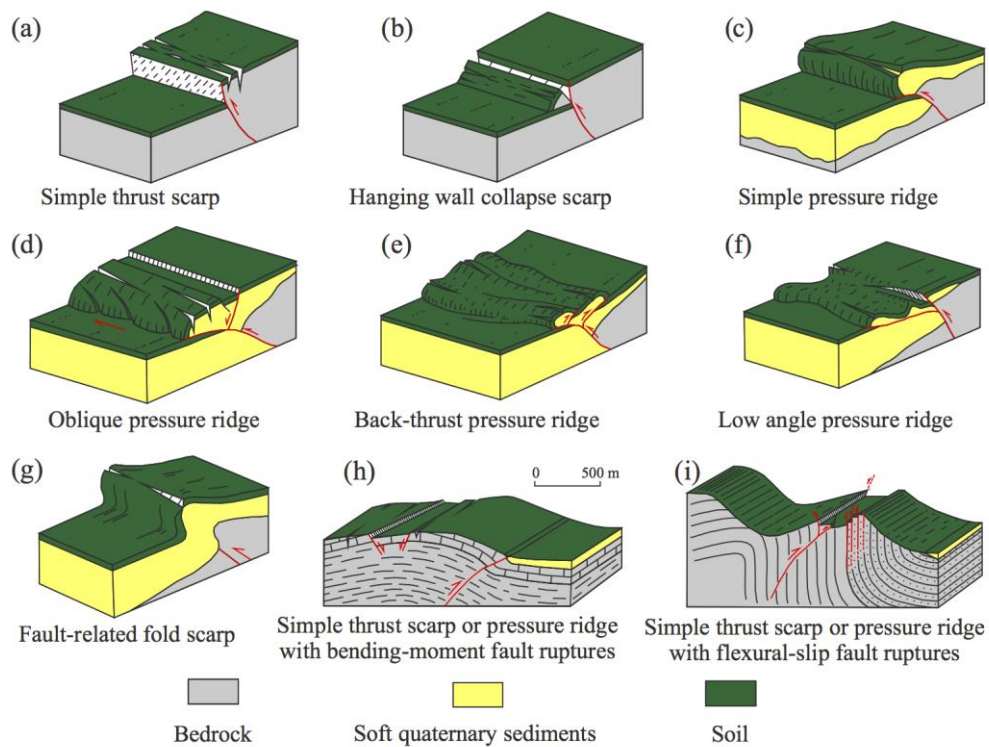 (a)
Simple thrust scarp
(b)
Hanging wall collapse scarp
(c)
Simple pressure ridge
(d)
Oblique pressure ridge
(e)
Back-thrust pressure ridge
(f)
Low angle pressure ridge
(g)
Fault-related fold scarp
(h)
0 500 m
Simple thrust scarp or pressure ridge
with bending-moment fault ruptures
(i)
Simple thrust scarp or pressure ridge
with flexural-slip fault ruptures
Bedrock
Soft quaternary sediments
Soil